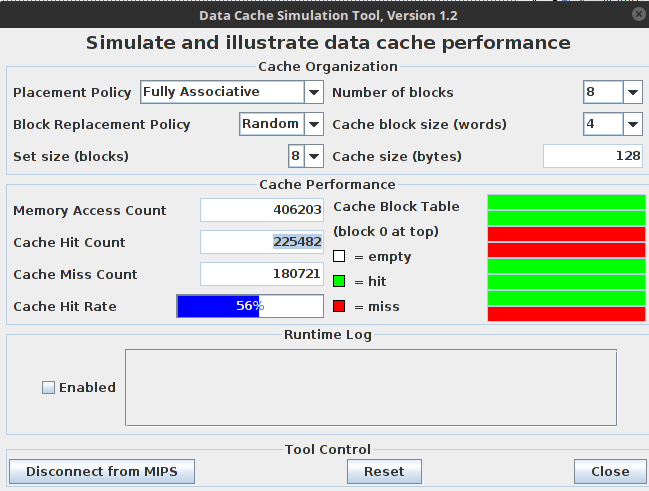 Data Cache Simulation Tool, Version 1.2
Simulate and illustrate data cache performance
Cache Organization
Placement Policy Fully Associative Number of blocks 8
Block Replacement Policy Random Cache block size (words) 4
Set size (blocks) 8 Cache size (bytes) 128
Cache Performance
Memory Access Count 406203 Cache Block Table
Cache Hit Count 225482 (block 0 at top)
= empty
Cache Miss Count 180721 = hit
Cache Hit Rate 56% = miss
Runtime Log
Enabled
Tool Control
Disconnect from MIPS Reset Close